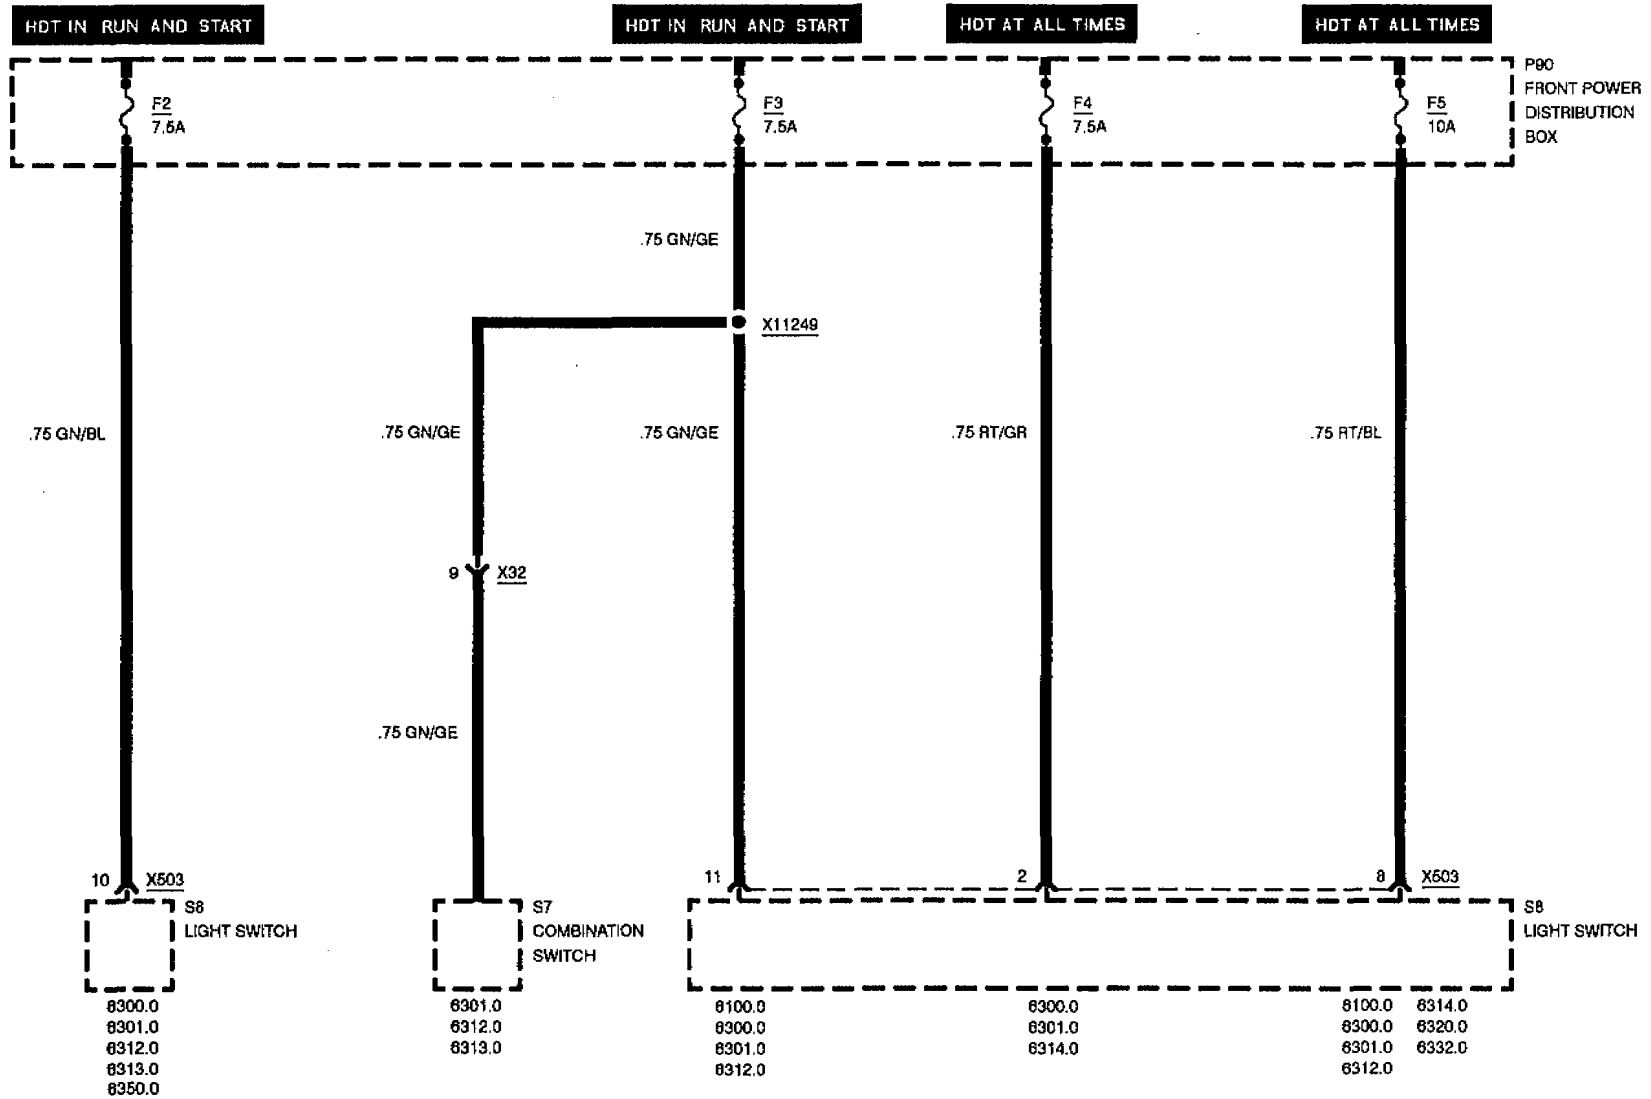 HOT IN RUN AND START
HOT IN RUN AND START
HOT AT ALL TIMES
HOT AT ALL TIMES
P90
FRONT POWER
DISTRIBUTION
BOX
F2
7.5A
F3
7.5A
F4
7.5A
F5
10A
.75 GN/GE
X11249
.75 GN/BL
.75 GN/GE
.75 GN/GE
.75 RT/GR
.75 RT/BL
9
X32
.75 GN/GE
10
X503
11
2
8
X503
S8
LIGHT SWITCH
S7
COMBINATION
SWITCH
S8
LIGHT SWITCH
6300.0
6301.0
6312.0
6313.0
6350.0
6301.0
6312.0
6313.0
6100.0
6300.0
6301.0
6312.0
6300.0
6301.0
6314.0
6100.0 6314.0
6300.0 6320.0
6301.0 6332.0
6312.0